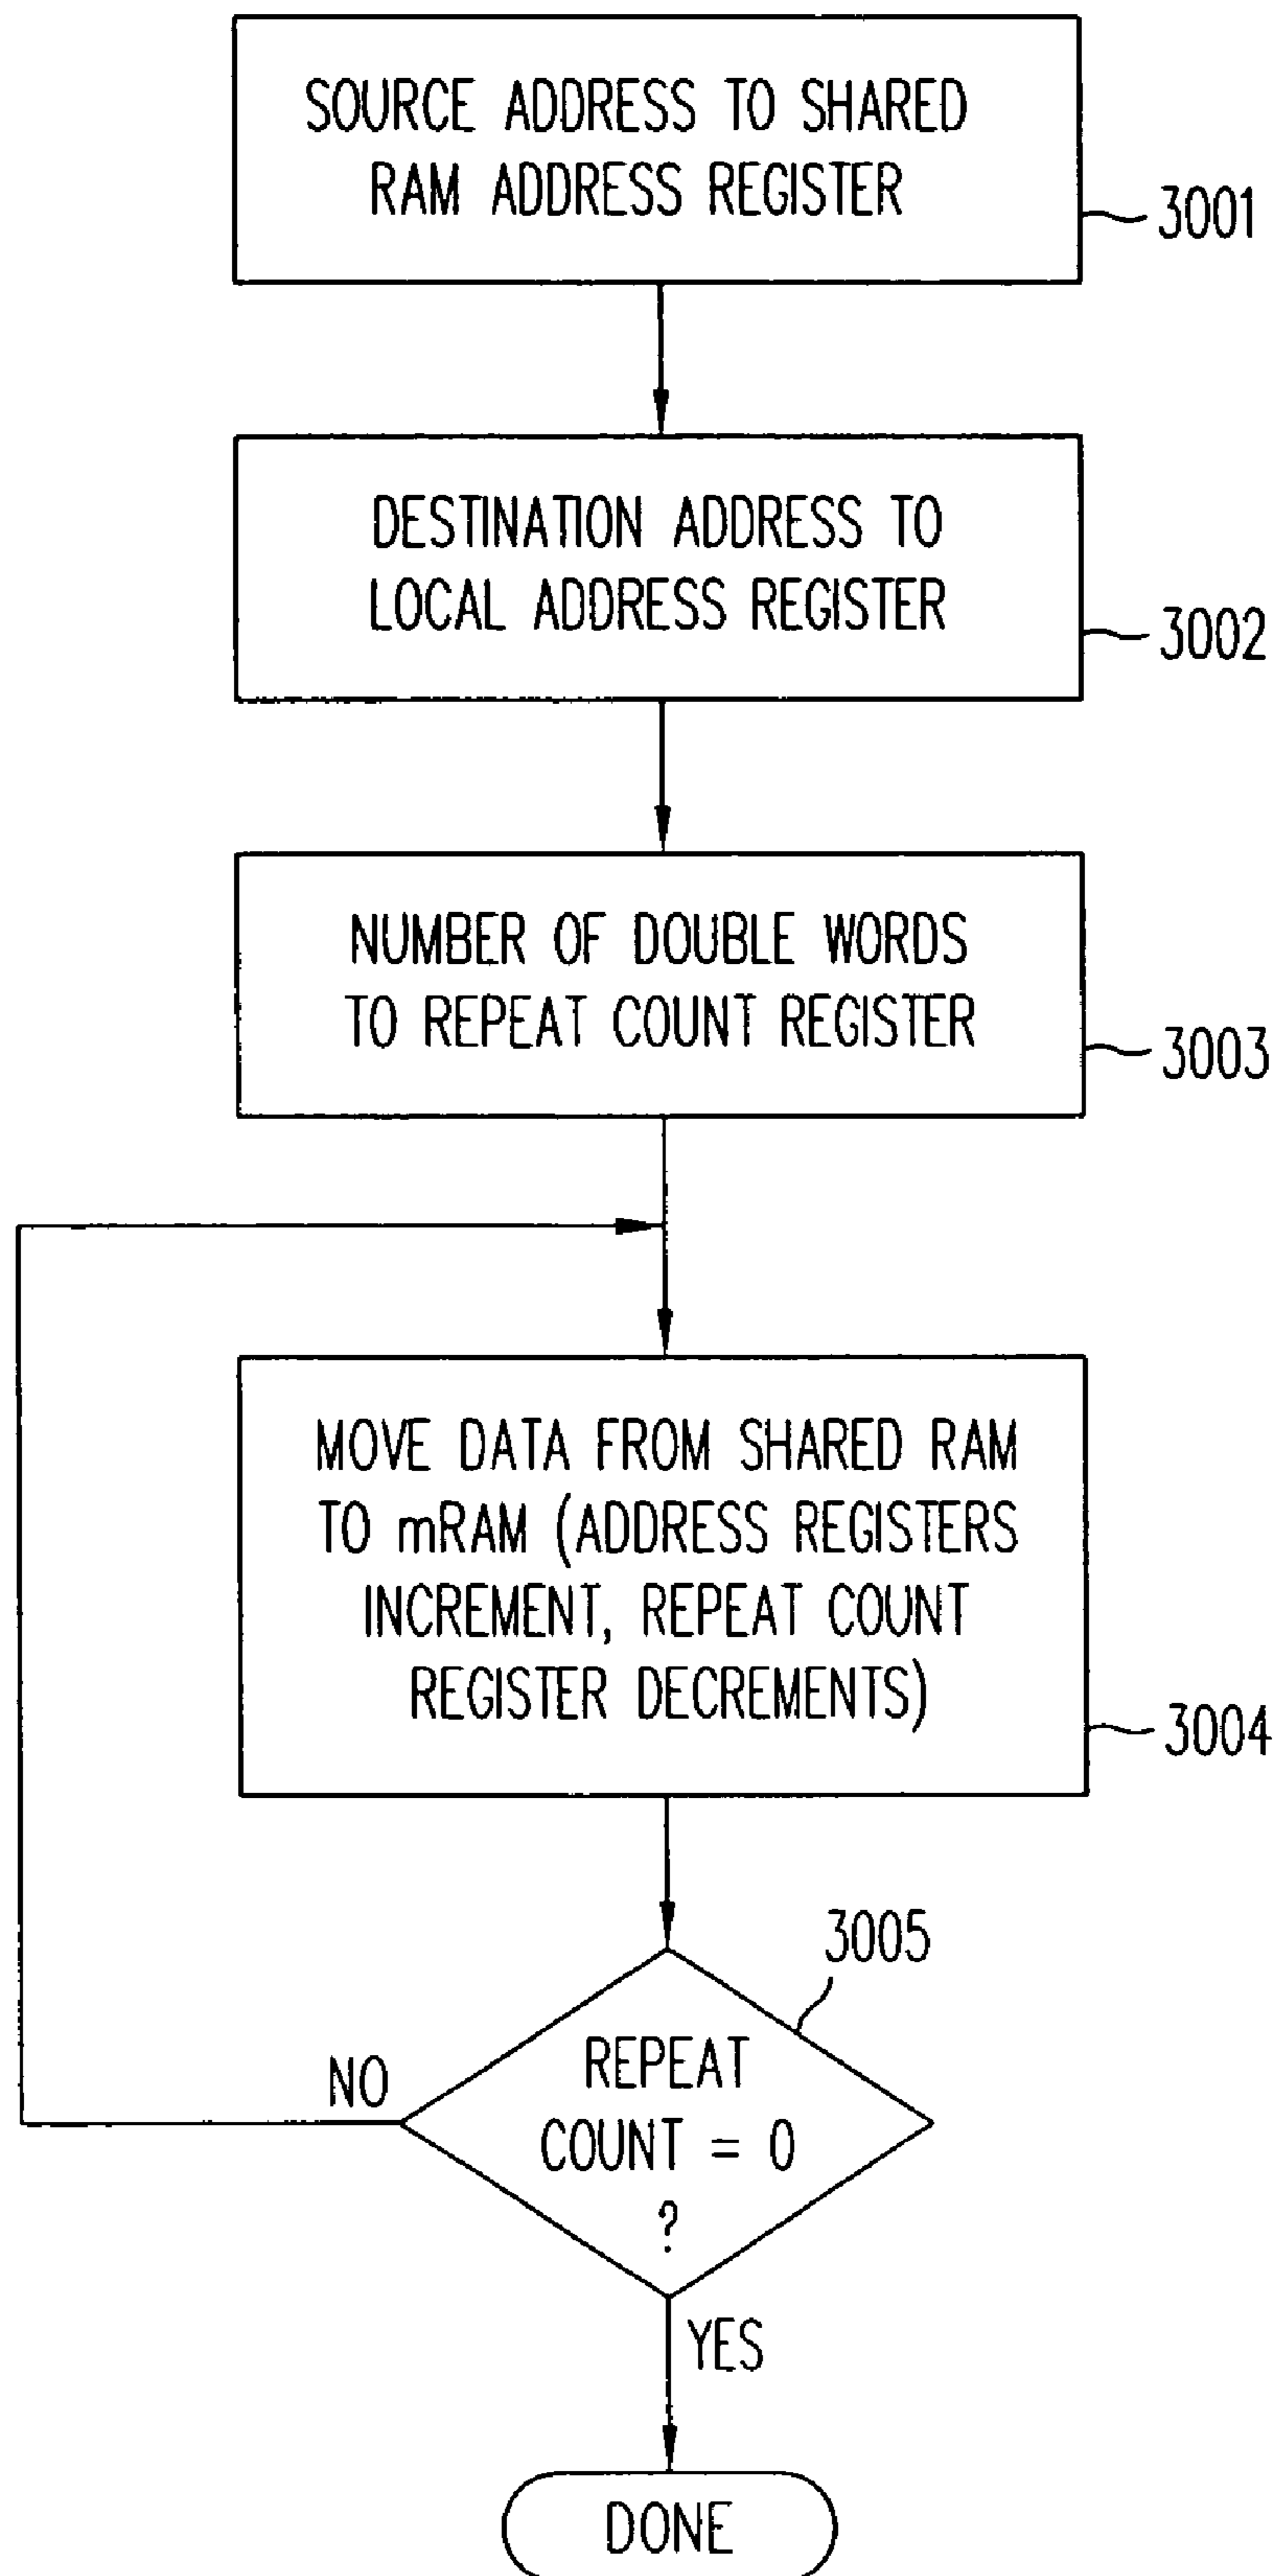 SOURCE ADDRESS TO SHARED
RAM ADDRESS REGISTER
3001
DESTINATION ADDRESS TO
LOCAL ADDRESS REGISTER
3002
NUMBER OF DOUBLE WORDS
TO REPEAT COUNT REGISTER
3003
MOVE DATA FROM SHARED RAM
TO mRAM (ADDRESS REGISTERS
INCREMENT, REPEAT COUNT
REGISTER DECREMENTS)
3004
3005
REPEAT
COUNT = 0
?
NO
YES
DONE